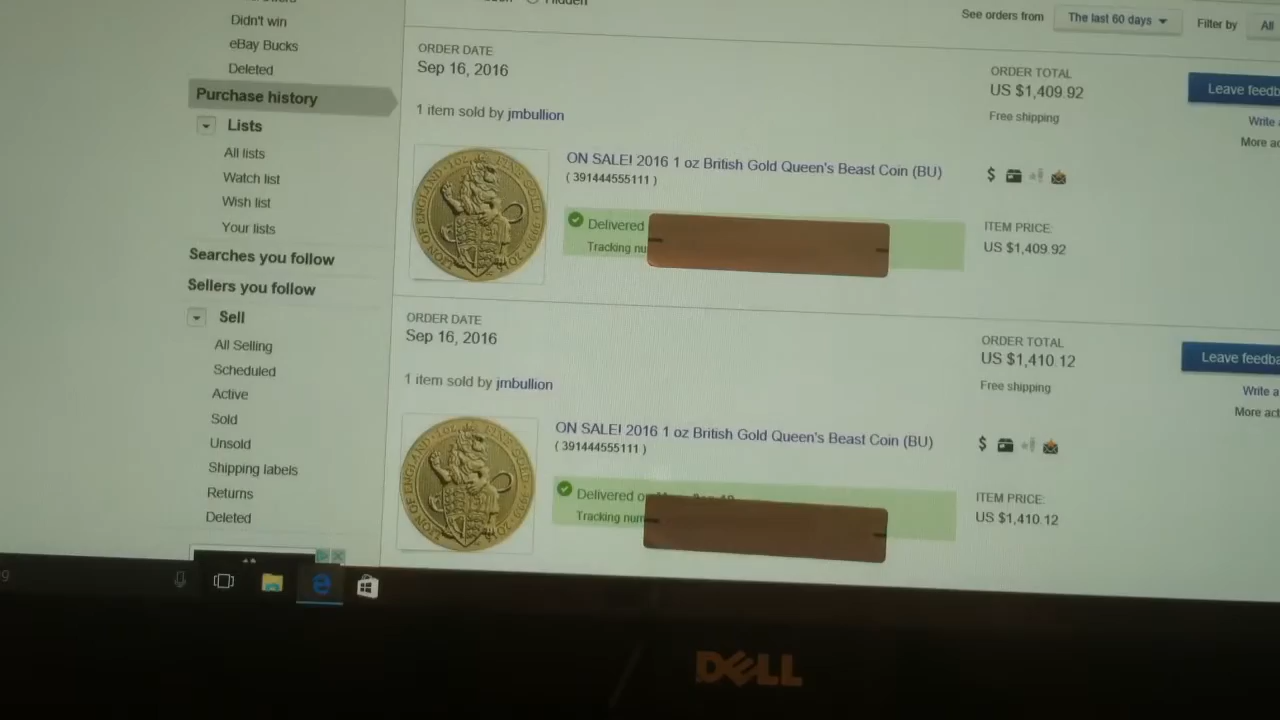 Didn't win
eBay Bucks
Deleted
Purchase history
Lists
All lists
Watch list
Wish list
Your lists
Searches you follow
Sellers you follow
Sell
All Selling
Scheduled
Active
Sold
Unsold
Shipping labels
Returns
Deleted
See orders from The last 60 days Filter by All
ORDER DATE
Sep 16, 2016
ORDER TOTAL
US $1,409.92
Free shipping
Leave feedb
Write a
More ac
1 item sold by jmbullion
ON SALE! 2016 1 oz British Gold Queen's Beast Coin (BU)
( 391444555111 )
Delivered
Tracking nu
ITEM PRICE:
US $1,409.92
ORDER DATE
Sep 16, 2016
ORDER TOTAL
US $1,410.12
Free shipping
Leave feedba
Write a
More act
1 item sold by jmbullion
ON SALE! 2016 1 oz British Gold Queen's Beast Coin (BU)
( 391444555111 )
Delivered o
Tracking num
ITEM PRICE:
US $1,410.12
DELL